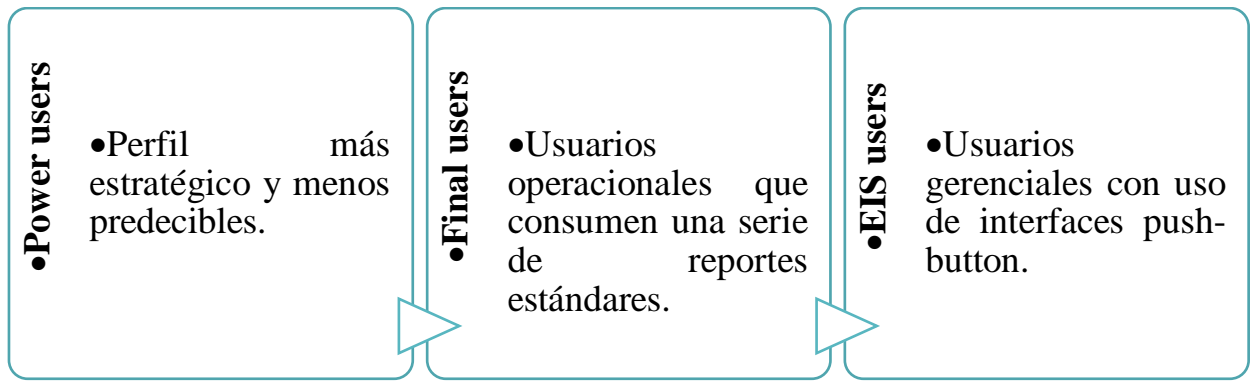 •Power users
•Perfil más
estratégico y menos
predecibles.
•Final users
•Usuarios
operacionales que
consumen una serie
de reportes
estándares.
•EIS users
•Usuarios
gerenciales con uso
de interfaces push-
button.